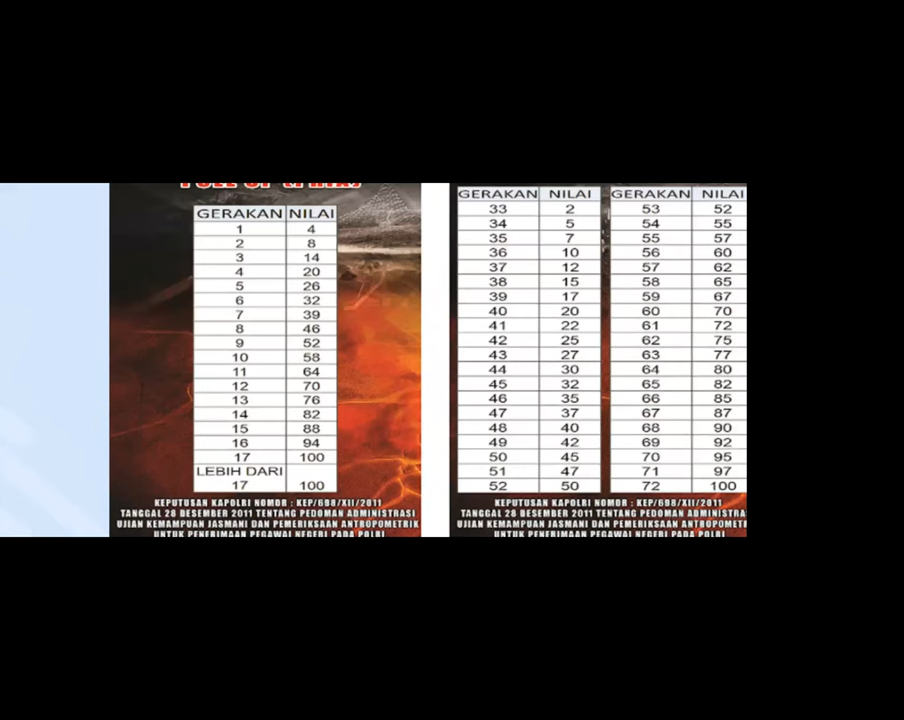 PULL UP (PRIA)
GERAKAN NILAI
1 4
2 8
3 14
4 20
5 26
6 32
7 39
8 46
9 52
10 58
11 64
12 70
13 76
14 82
15 88
16 94
17 100
LEBIH DARI
17 100
KEPUTUSAN KAPOLRI NOMOR : KEP/698/XII/2011
TANGGAL 28 DESEMBER 2011 TENTANG PEDOMAN ADMINISTRASI
UJIAN KEMAMPUAN JASMANI DAN PEMERIKSAAN ANTROPOMETRIK
UNTUK PENERIMAAN PEGAWAI NEGERI PADA POLRI
GERAKAN NILAI GERAKAN NILAI
33 2 53 52
34 5 54 55
35 7 55 57
36 10 56 60
37 12 57 62
38 15 58 65
39 17 59 67
40 20 60 70
41 22 61 72
42 25 62 75
43 27 63 77
44 30 64 80
45 32 65 82
46 35 66 85
47 37 67 87
48 40 68 90
49 42 69 92
50 45 70 95
51 47 71 97
52 50 72 100
KEPUTUSAN KAPOLRI NOMOR : KEP/698/XII/2011
TANGGAL 28 DESEMBER 2011 TENTANG PEDOMAN ADMINISTRA
UJIAN KEMAMPUAN JASMANI DAN PEMERIKSAAN ANTROPOMET
UNTUK PENERIMAAN PEGAWAI NEGERI PADA POLRI